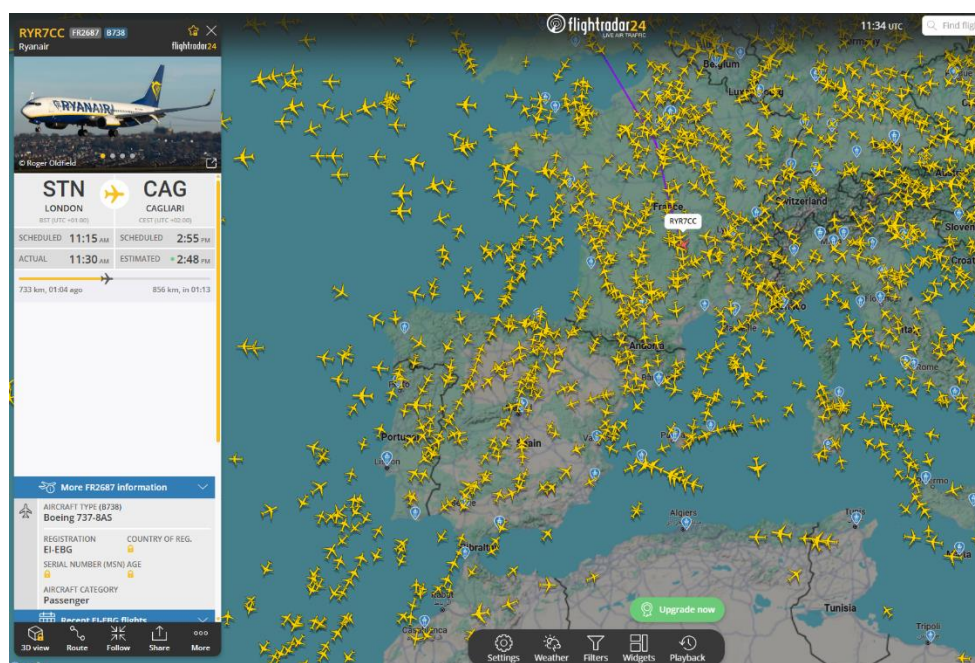 RYR7CC FR2687 B738
Ryanair
flightradar24
RYANAIR
© Roger Oldfield
STN CAG
LONDON CAGLIARI
BST (UTC +01:00) CEST (UTC +02:00)
SCHEDULED 11:15 AM SCHEDULED 2:55 PM
ACTUAL 11:30 AM ESTIMATED 2:48 PM
733 km, 01:04 ago 856 km, in 01:13
More FR2687 information
AIRCRAFT TYPE (B738)
Boeing 737-8AS
REGISTRATION COUNTRY OF REG.
EI-EBG
SERIAL NUMBER (MSN) AGE
AIRCRAFT CATEGORY
Passenger
Recent EI-EBG flights
3D view Route Follow Share More
flightradar24
LIVE AIR TRAFFIC
11:34 UTC
Find flig
Belgium
France
RYR7CC
Andorra
Portugal
Lisbon
Algiers
Tunis
Tunisia
Tripoli
Rome
Upgrade now
Settings Weather Filters Widgets Playback